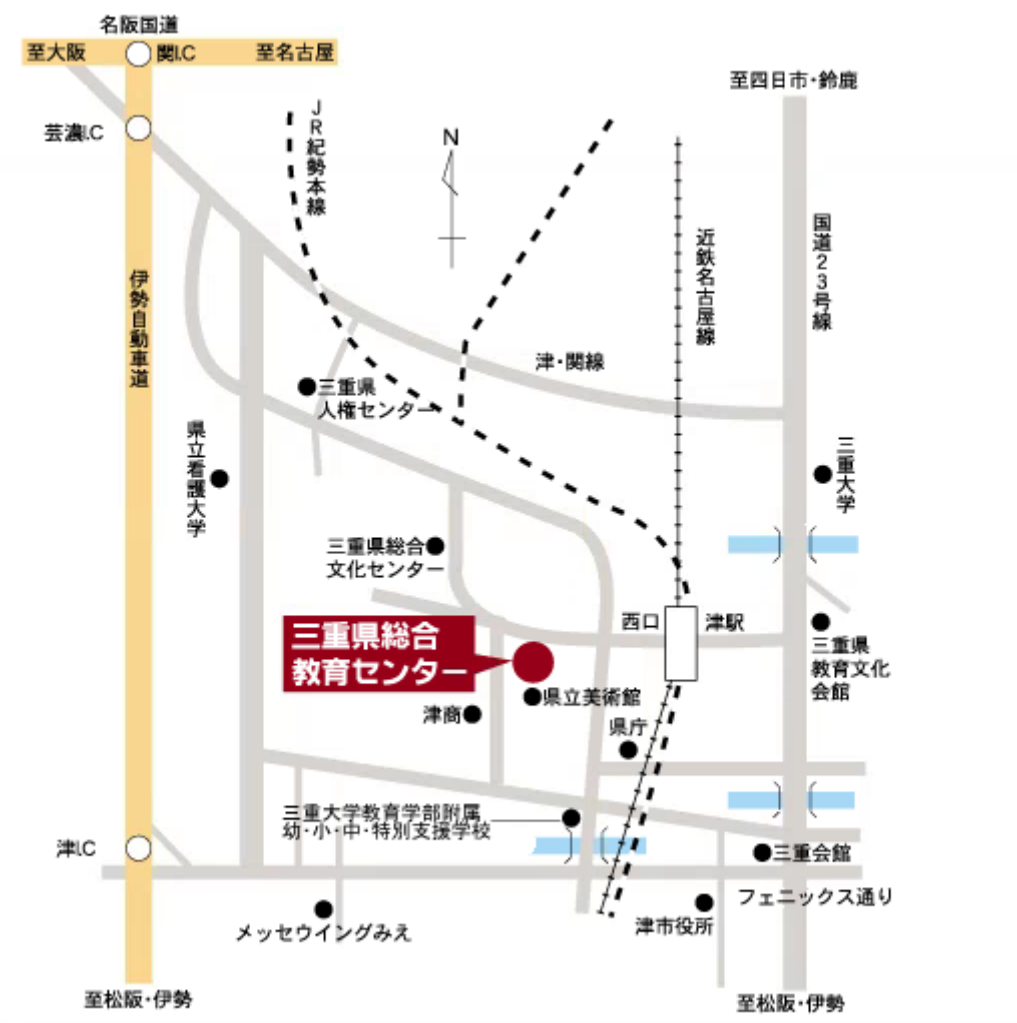 名阪国道
至大阪
関I.C
至名古屋
至四日市・鈴鹿
芸濃I.C
JR紀勢本線
N
近鉄名古屋線
国道23号線
伊勢自動車道
津・関線
三重県
人権センター
県立看護大学
三重大学
三重県総合
文化センター
西口
津駅
三重県総合
教育センター
三重県
教育文化
会館
県立美術館
津商
県庁
三重大学教育学部附属
幼・小・中・特別支援学校
津I.C
三重会館
フェニックス通り
メッセウイングみえ
津市役所
至松阪・伊勢
至松阪・伊勢